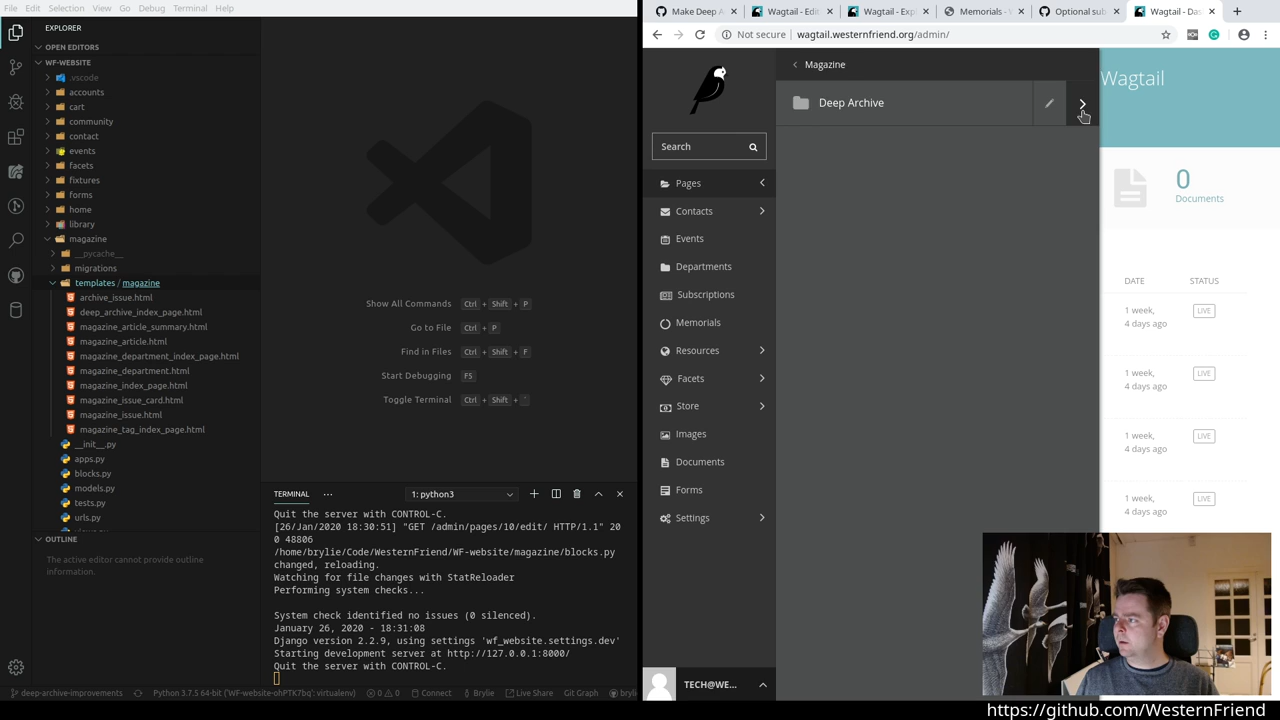 File Edit Selection View Go Debug Terminal Help
EXPLORER
OPEN EDITORS
WF-WEBSITE
.vscode
accounts
cart
community
contact
events
facets
fixtures
forms
home
library
magazine
__pycache__
migrations
templates / magazine
archive_issue.html
deep_archive_index_page.html
magazine_article_summary.html
magazine_article.html
magazine_department_index_page.html
magazine_department.html
magazine_index_page.html
magazine_issue_card.html
magazine_issue.html
magazine_tag_index_page.html
__init__.py
apps.py
blocks.py
models.py
tests.py
urls.py
OUTLINE
The active editor cannot provide outline
information.
Show All Commands Ctrl + Shift + P
Go to File Ctrl + P
Find in Files Ctrl + Shift + F
Start Debugging F5
Toggle Terminal Ctrl + Shift + `
TERMINAL ··· 1: python3
Quit the server with CONTROL-C.
[26/Jan/2020 18:30:51] "GET /admin/pages/10/edit/ HTTP/1.1" 20
0 48806
/home/brylie/Code/WesternFriend/WF-website/magazine/blocks.py
changed, reloading.
Watching for file changes with StatReloader
Performing system checks...
System check identified no issues (0 silenced).
January 26, 2020 - 18:31:08
Django version 2.2.9, using settings 'wf_website.settings.dev'
Starting development server at http://127.0.0.1:8000/
Quit the server with CONTROL-C.
deep-archive-improvements Python 3.7.5 64-bit ('WF-website-ohPTK7bq': virtualenv) 0 0 Connect Brylie Live Share Git Graph bryli
Make Deep A Wagtail - Edi Wagtail - Expl Memorials - W Optional sub Wagtail - Das
Not secure wagtail.westernfriend.org/admin/
Search
Pages
Contacts
Events
Departments
Subscriptions
Memorials
Resources
Facets
Store
Images
Documents
Forms
Settings
TECH@WE...
Magazine
Deep Archive
Wagtail
0
Documents
DATE STATUS
1 week, LIVE
4 days ago
1 week, LIVE
4 days ago
1 week, LIVE
4 days ago
1 week, LIVE
4 days ago
https://github.com/WesternFriend